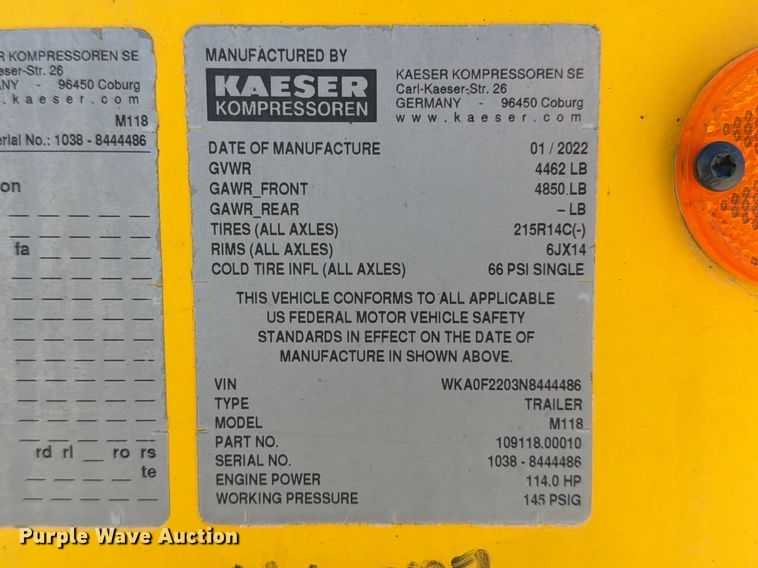 ER KOMPRESSOREN SE
aeser-Str. 26
ANY - 96450 Coburg
.kaeser.com
M118
erial No.: 1038 - 8444486
on
fa
rd rl __ ro rs
te
MANUFACTURED BY
KAESER
KOMPRESSOREN
KAESER KOMPRESSOREN SE
Carl-Kaeser-Str. 26
GERMANY - 96450 Coburg
www.kaeser.com
DATE OF MANUFACTURE 01 / 2022
GVWR 4462 LB
GAWR_FRONT 4850.LB
GAWR_REAR – LB
TIRES (ALL AXLES) 215R14C(-)
RIMS (ALL AXLES) 6JX14
COLD TIRE INFL (ALL AXLES) 66 PSI SINGLE
THIS VEHICLE CONFORMS TO ALL APPLICABLE
US FEDERAL MOTOR VEHICLE SAFETY
STANDARDS IN EFFECT ON THE DATE OF
MANUFACTURE IN SHOWN ABOVE.
VIN WKA0F2203N8444486
TYPE TRAILER
MODEL M118
PART NO. 109118.00010
SERIAL NO. 1038 - 8444486
ENGINE POWER 114.0 HP
WORKING PRESSURE 145 PSIG
Purple Wave Auction